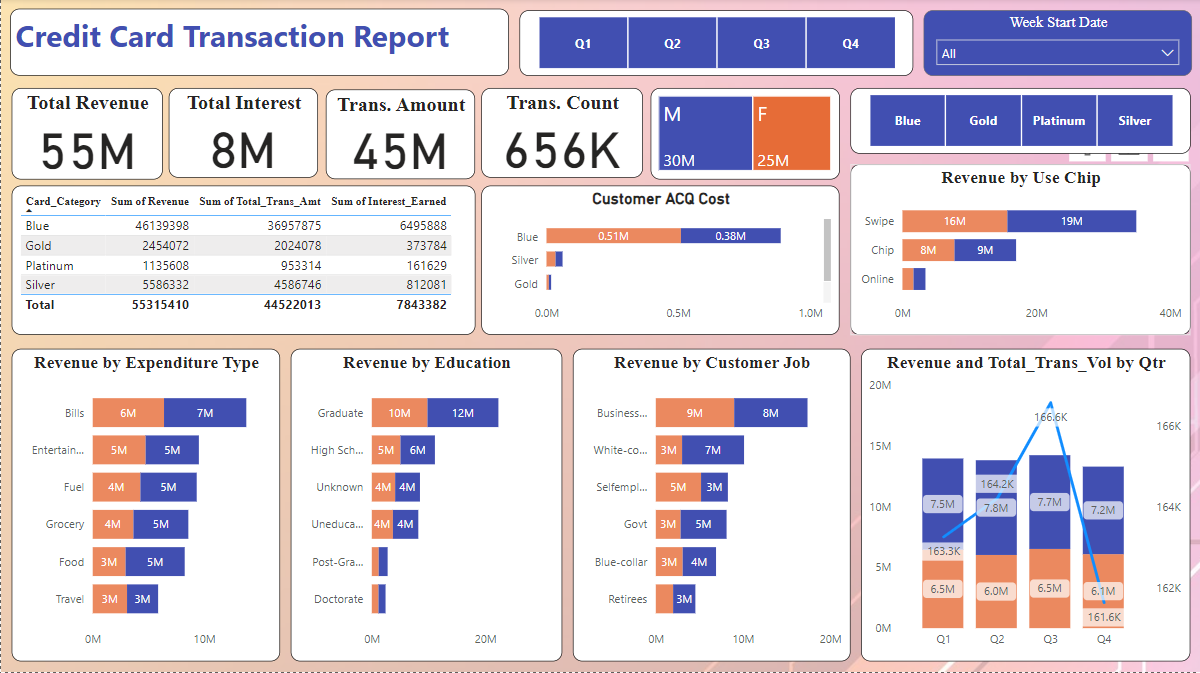 Credit Card Transaction Report
Q1 Q2 Q3 Q4
Week Start Date
All
Total Revenue
55M
Total Interest
8M
Trans. Amount
45M
Trans. Count
656K
M F
30M 25M
Blue Gold Platinum Silver
Card_Category Sum of Revenue Sum of Total_Trans_Amt Sum of Interest_Earned
Blue 46139398 36957875 6495888
Gold 2454072 2024078 373784
Platinum 1135608 953314 161629
Silver 5586332 4586746 812081
Total 55315410 44522013 7843382
Customer ACQ Cost
Blue 0.51M 0.38M
Silver
Gold
0.0M 0.5M 1.0M
Revenue by Use Chip
Swipe 16M 19M
Chip 8M 9M
Online
0M 20M 40M
Revenue by Expenditure Type
Bills 6M 7M
Entertain... 5M 5M
Fuel 4M 5M
Grocery 4M 5M
Food 3M 5M
Travel 3M 3M
0M 10M
Revenue by Education
Graduate 10M 12M
High Sch... 5M 6M
Unknown 4M 4M
Uneduca... 4M 4M
Post-Gra...
Doctorate
0M 20M
Revenue by Customer Job
Business... 9M 8M
White-co... 3M 7M
Selfempl... 5M 3M
Govt 3M 5M
Blue-collar 3M 4M
Retirees 3M
0M 10M 20M
Revenue and Total_Trans_Vol by Qtr
20M
166.6K
166K
15M
164.2K
7.5M 7.8M 7.7M 7.2M
10M 164K
163.3K
5M
6.5M 6.0M 6.5M 6.1M
162K
161.6K
0M
Q1 Q2 Q3 Q4